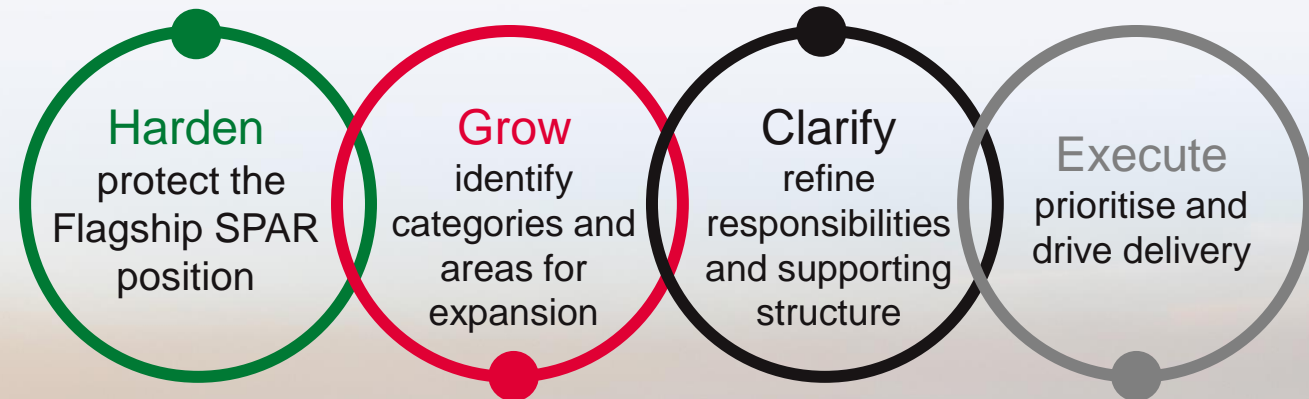 Harden
protect the
Flagship SPAR
position
Grow
identify
categories and
areas for
expansion
Clarify
refine
responsibilities
and supporting
structure
Execute
prioritise and
drive delivery